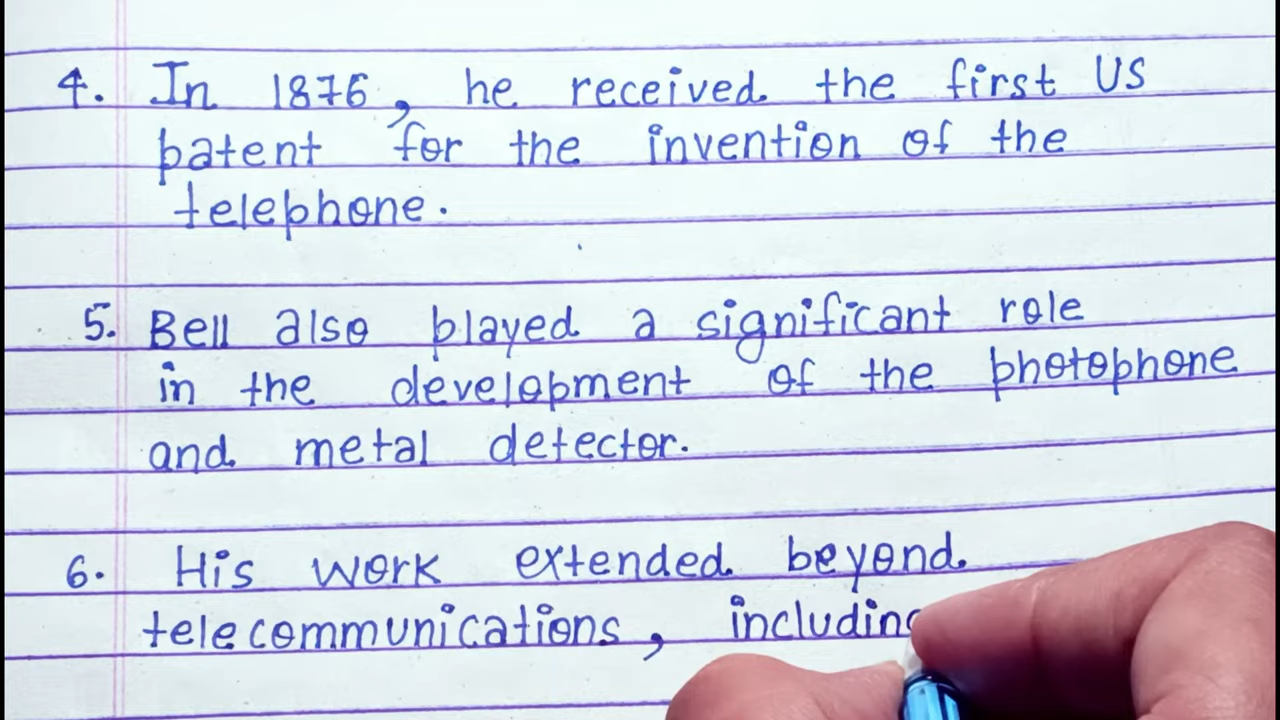 4. In 1876, he received the first US
patent for the invention of the
telephone.
5. Bell also played a significant role
in the development of the photophone
and metal detector.
6. His work extended beyond
telecommunications, including